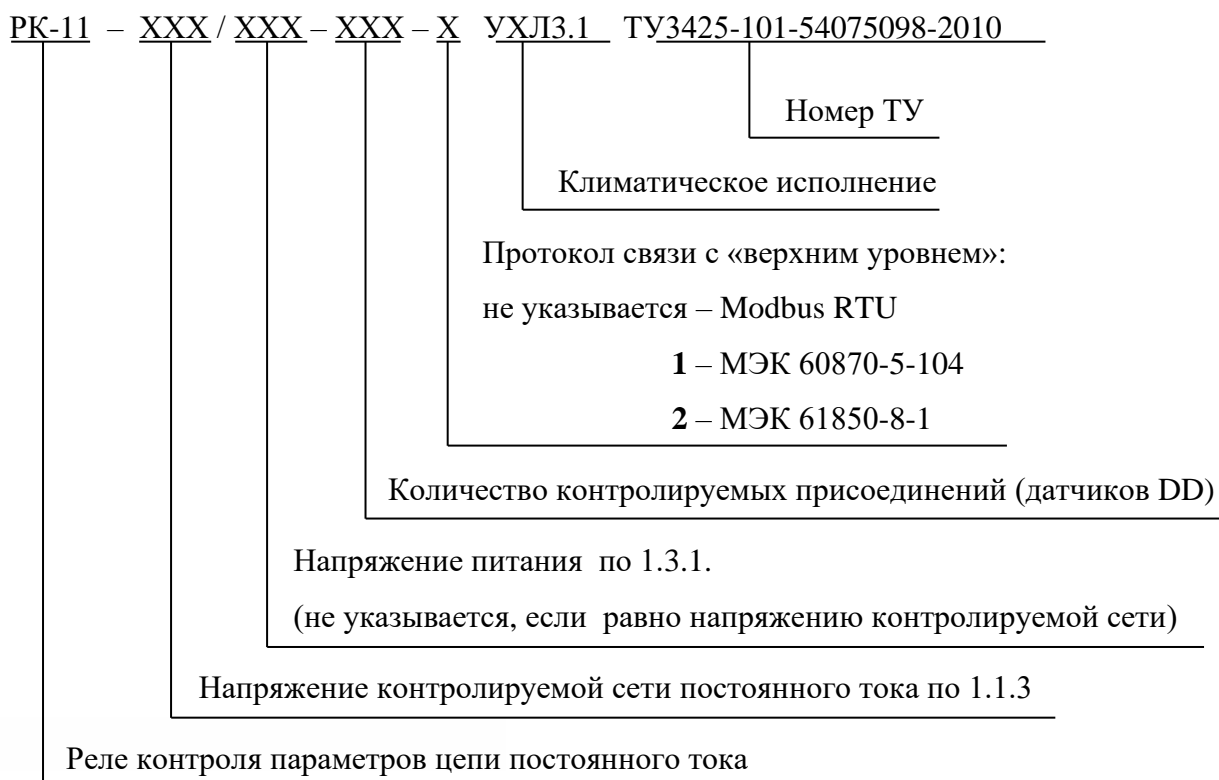 РК-11 – ХХХ / ХХХ – ХХХ – Х УХЛ3.1 ТУ3425-101-54075098-2010
Номер ТУ
Климатическое исполнение
Протокол связи с «верхним уровнем»:
не указывается – Modbus RTU
1 – МЭК 60870-5-104
2 – МЭК 61850-8-1
Количество контролируемых присоединений (датчиков DD)
Напряжение питания по 1.3.1.
(не указывается, если равно напряжению контролируемой сети)
Напряжение контролируемой сети постоянного тока по 1.1.3
Реле контроля параметров цепи постоянного тока